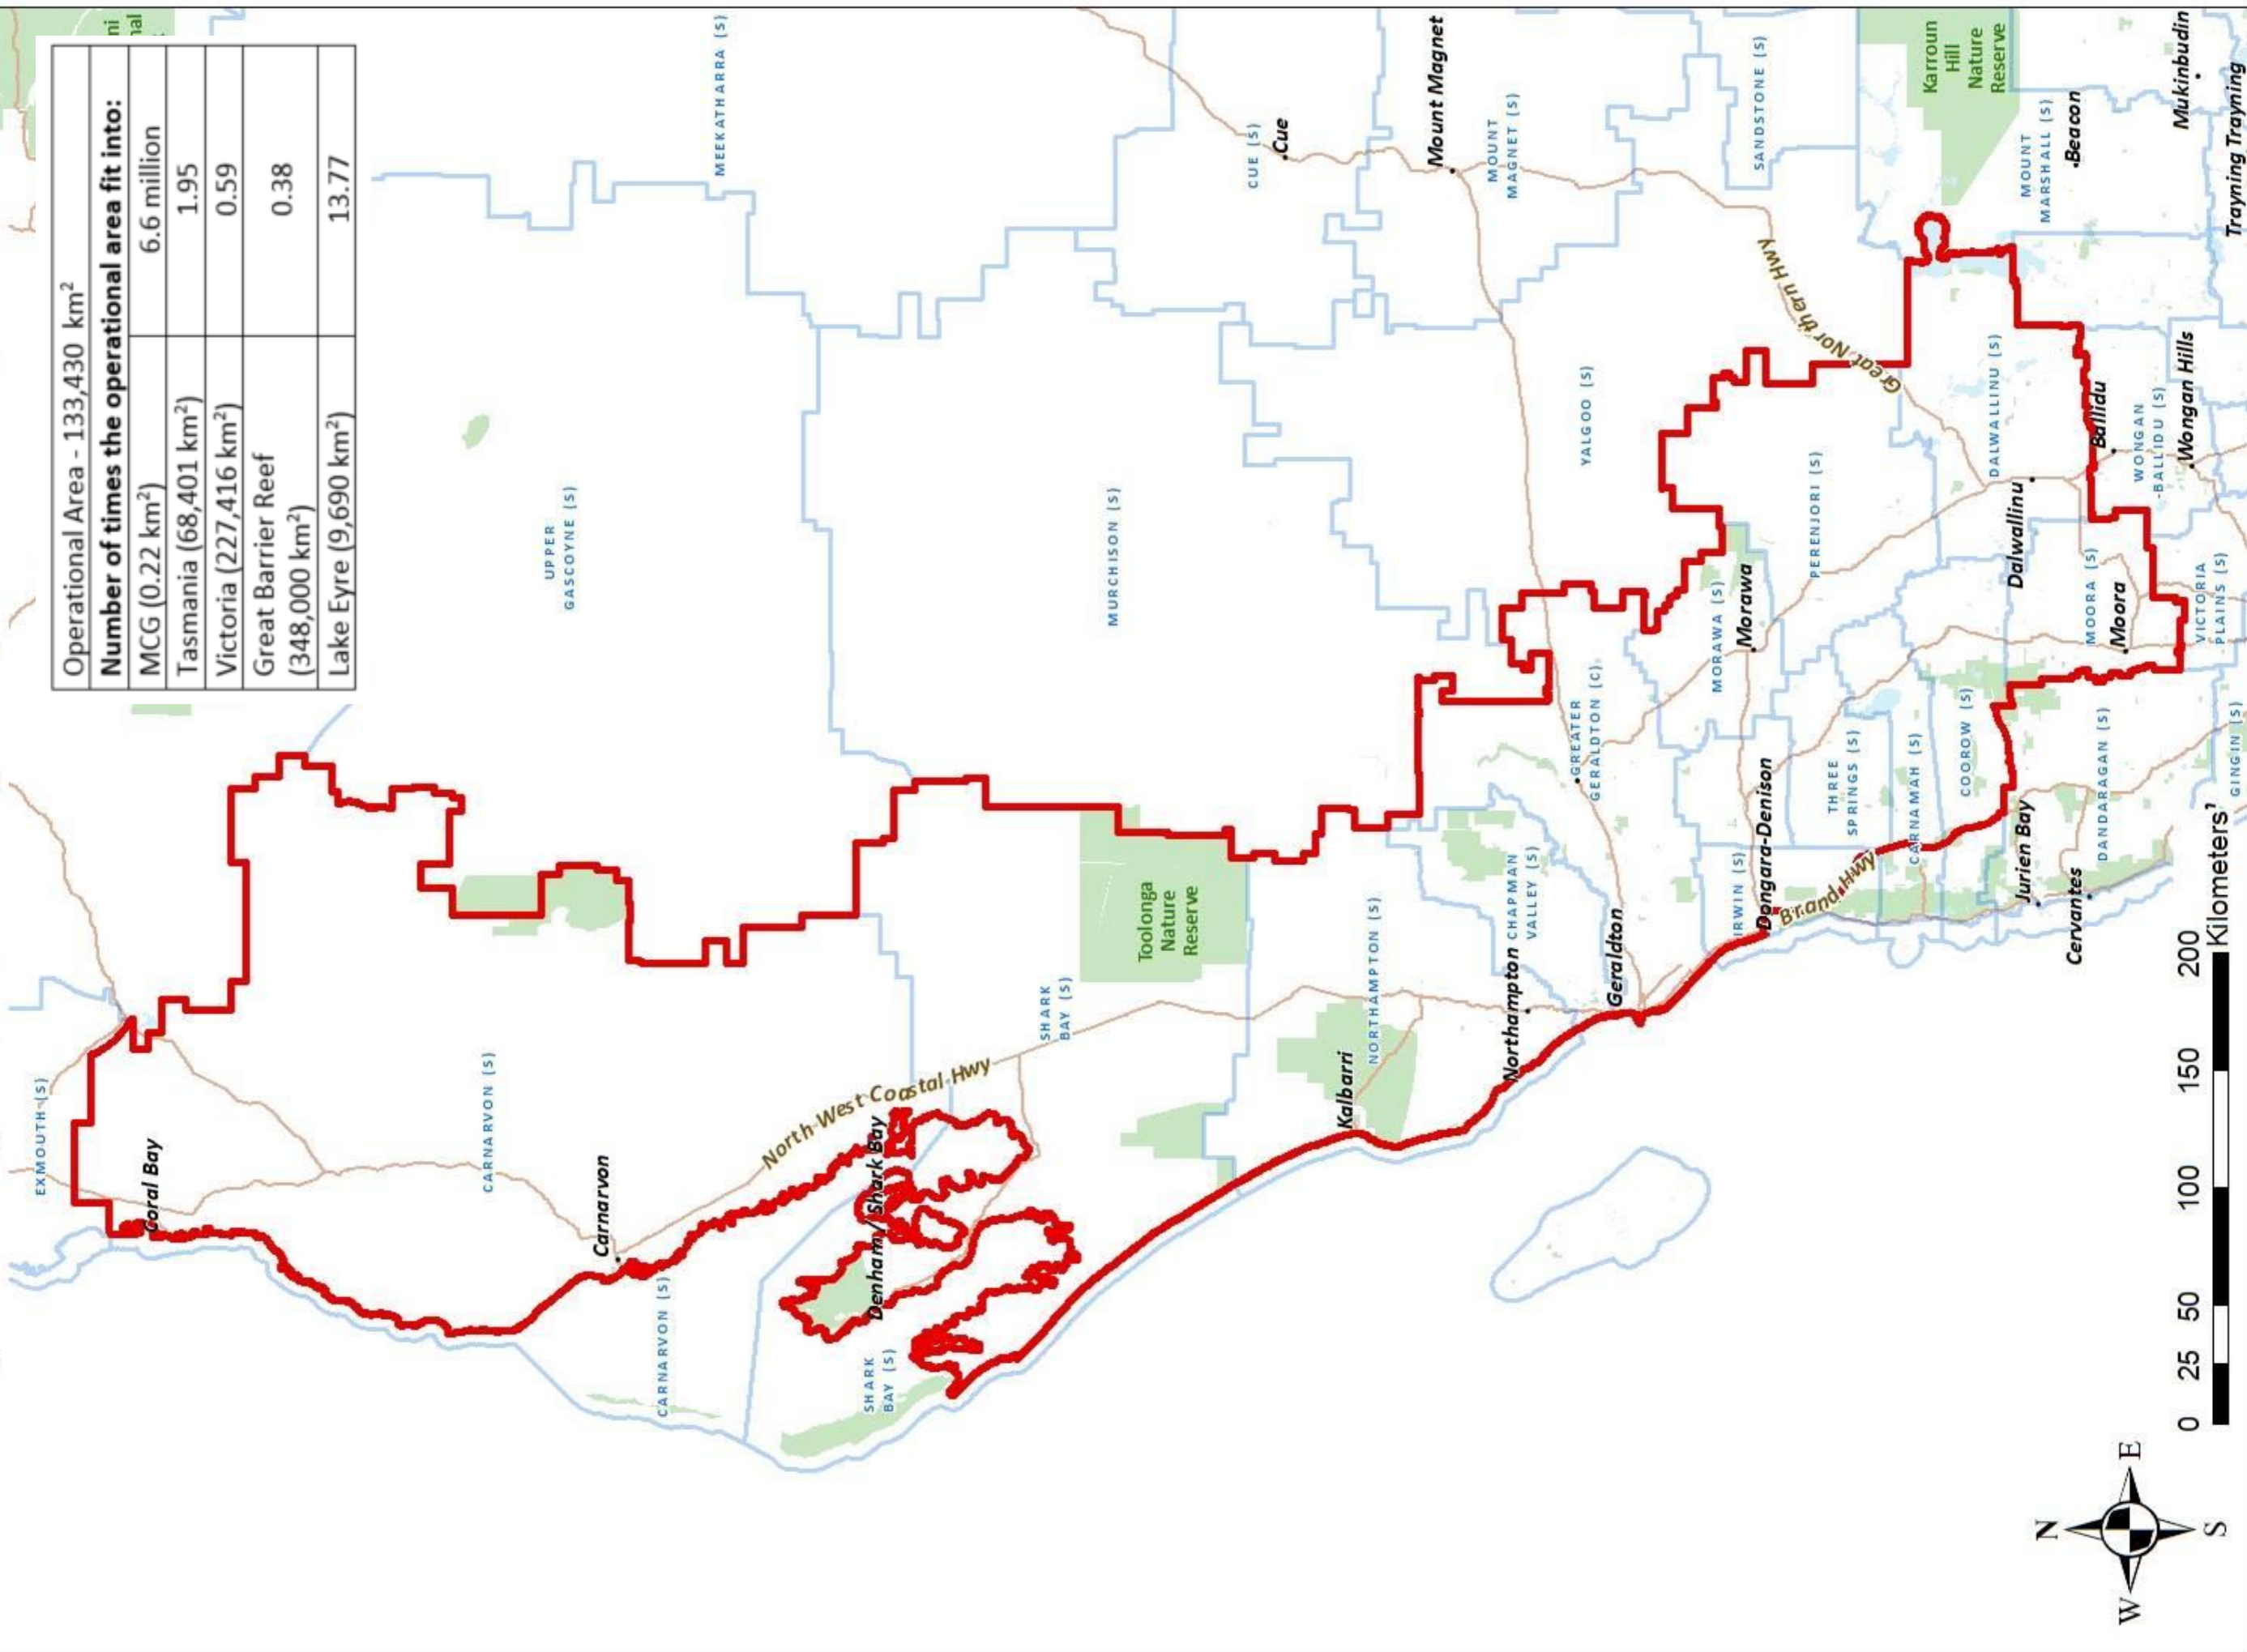 Operational Area - 133,430 km²
Number of times the operational area fit into:
MCG (0.22 km²) 6.6 million
Tasmania (68,401 km²) 1.95
Victoria (227,416 km²) 0.59
Great Barrier Reef
(348,000 km²) 0.38
Lake Eyre (9,690 km²) 13.77
ni
nal
EXMOUTH (S)
Coral Bay
CARNARVON (S)
Carnarvon
CARNARVON (S)
UPPER
GASCOYNE (S)
MEEKATHARRA (S)
North West Coastal Hwy
Denham / Shark Bay
SHARK
BAY (S)
SHARK
BAY (S)
Toolonga
Nature
Reserve
MURCHISON (S)
CUE (S)
Cue
Kalbarri
NORTHAMPTON (S)
Mount Magnet
MOUNT
MAGNET (S)
Northampton
CHAPMAN
VALLEY (S)
GREATER
GERALDTON (C)
YALGOO (S)
Geraldton
SANDSTONE (S)
Great Northern Hwy
IRWIN (S)
Dongara-Denison
MORAWA (S)
Morawa
PERENJORI (S)
Brand Hwy
THREE
SPRINGS (S)
CARNAMAH (S)
COOROW (S)
Karroun
Hill
Nature
Reserve
DALWALLINU (S)
Dalwallinu
MOUNT
MARSHALL (S)
Beacon
Jurien Bay
Cervantes
DANDARAGAN (S)
MOORA (S)
Moora
Ballidu
WONGAN
-BALLIDU (S)
Wongan Hills
Mukinbudin
VICTORIA
PLAINS (S)
GINGIN (S)
Trayning Trayning
N
W E
S
0 25 50 100 150 200
Kilometers¹